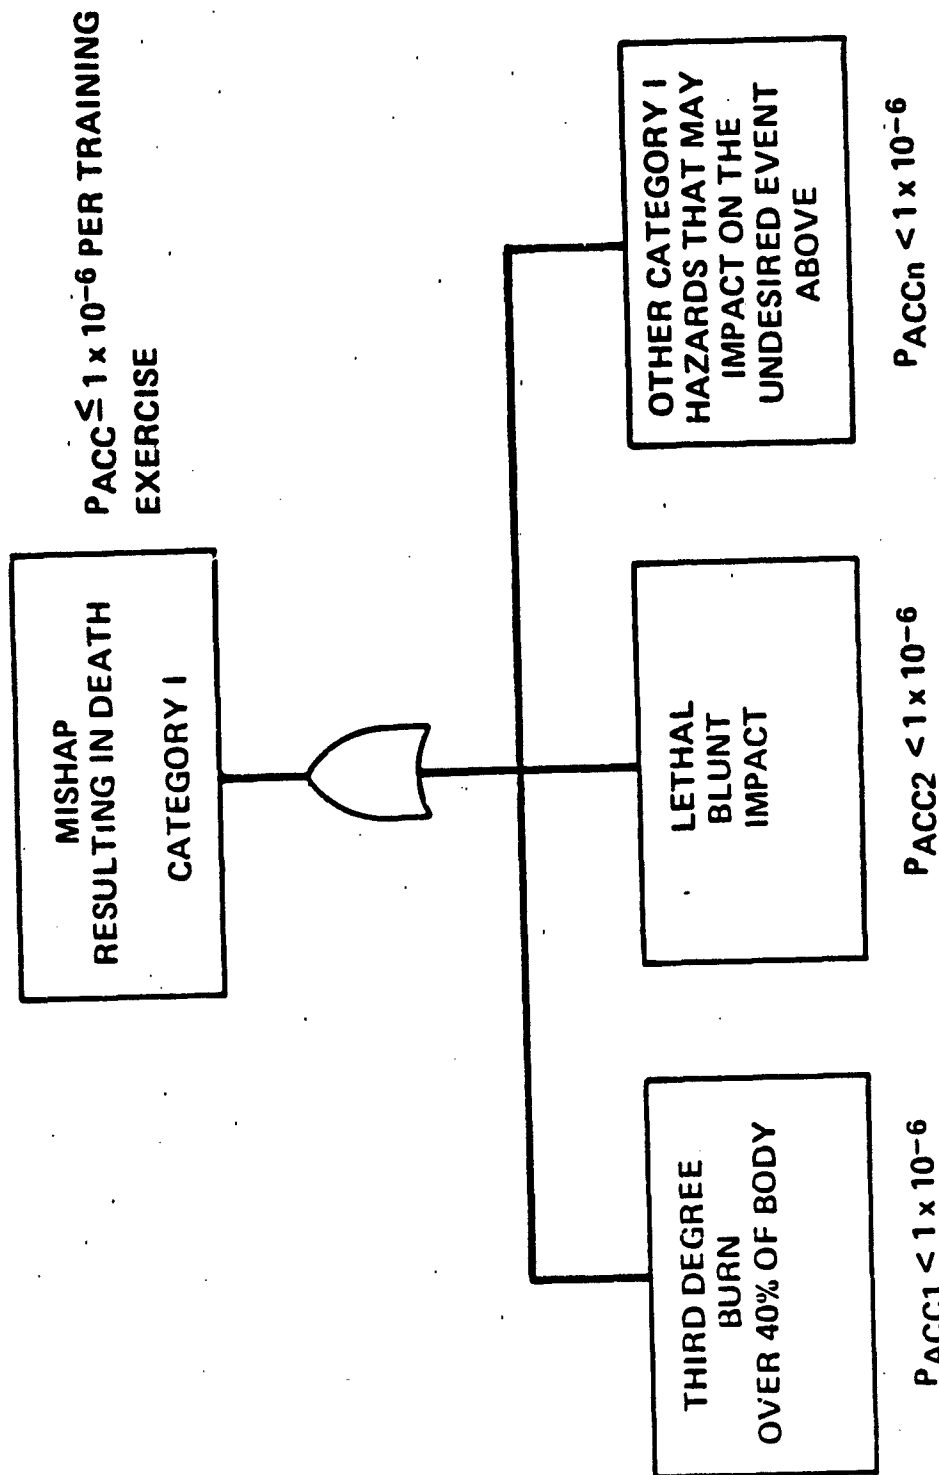 MISHAP
RESULTING IN DEATH
CATEGORY I
PACC ≤ 1 x 10⁻⁶ PER TRAINING
EXERCISE
THIRD DEGREE
BURN
OVER 40% OF BODY
PACC1 < 1 x 10⁻⁶
LETHAL
BLUNT
IMPACT
PACC2 < 1 x 10⁻⁶
OTHER CATEGORY I
HAZARDS THAT MAY
IMPACT ON THE
UNDESIRED EVENT
ABOVE
PACCn < 1 x 10⁻⁶